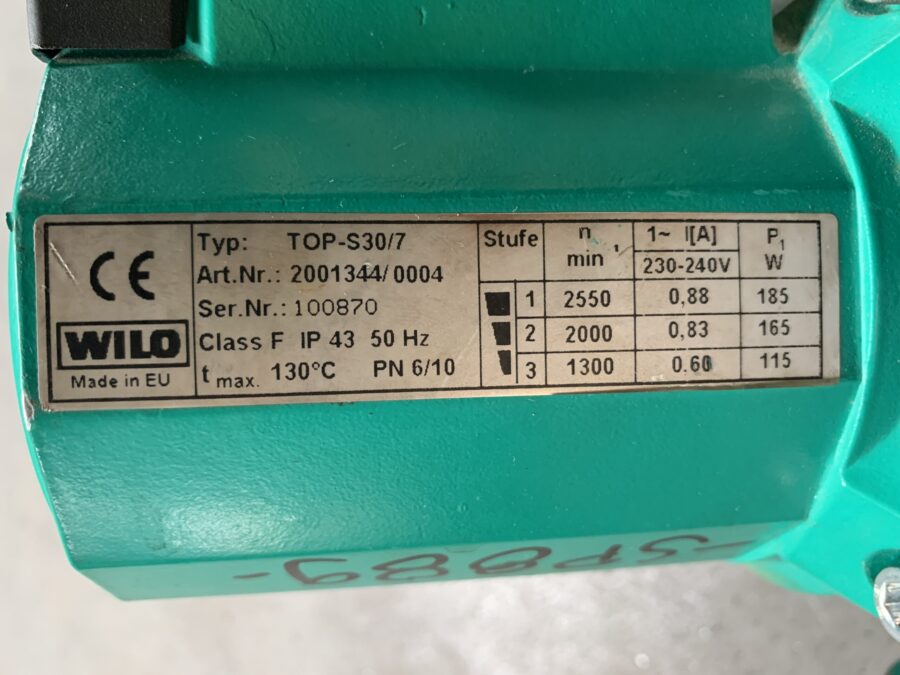 CE
WILO
Made in EU
Typ: TOP-S30/7
Art.Nr.: 2001344/0004
Ser.Nr.: 100870
Class F IP 43 50 Hz
t max. 130°C PN 6/10
Stufe n min⁻¹ 1~ I[A] 230-240V P₁ W
1 2550 0,88 185
2 2000 0,83 165
3 1300 0.60 115